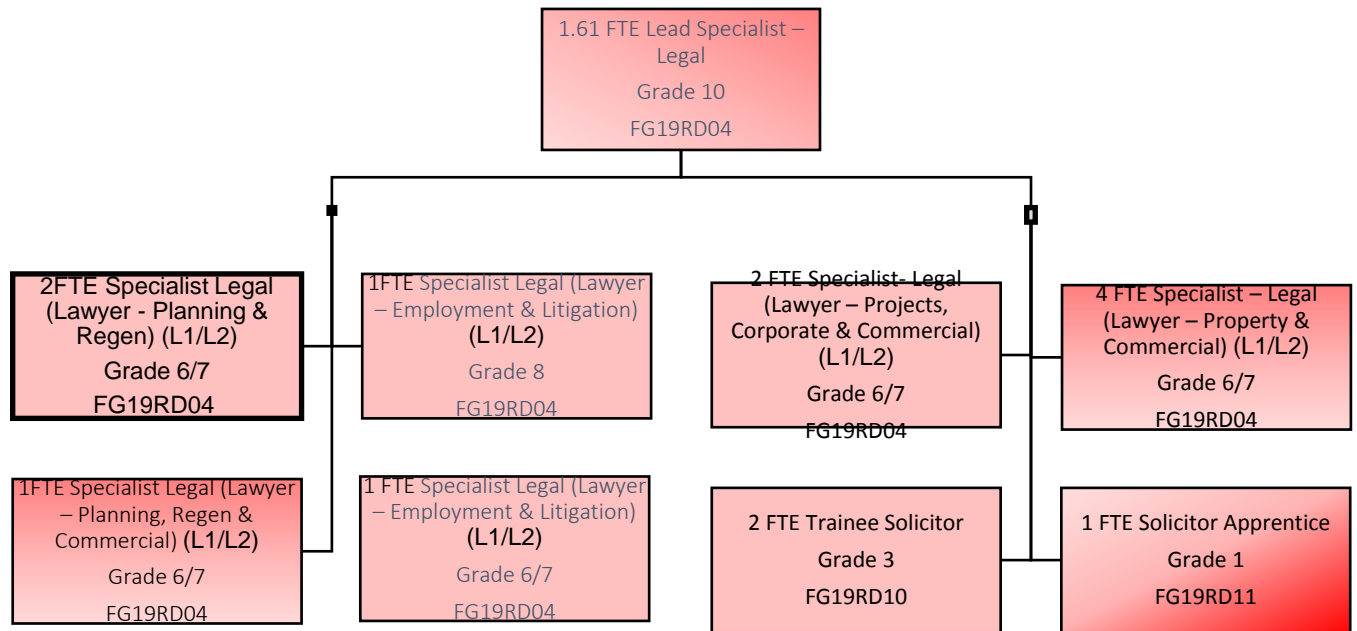 1.61 FTE Lead Specialist –
Legal
Grade 10
FG19RD04
2FTE Specialist Legal
(Lawyer - Planning &
Regen) (L1/L2)
Grade 6/7
FG19RD04
1FTE Specialist Legal (Lawyer
– Employment & Litigation)
(L1/L2)
Grade 8
FG19RD04
2 FTE Specialist- Legal
(Lawyer – Projects,
Corporate & Commercial)
(L1/L2)
Grade 6/7
FG19RD04
4 FTE Specialist – Legal
(Lawyer – Property &
Commercial) (L1/L2)
Grade 6/7
FG19RD04
1FTE Specialist Legal (Lawyer
– Planning, Regen &
Commercial) (L1/L2)
Grade 6/7
FG19RD04
1 FTE Specialist Legal (Lawyer
– Employment & Litigation)
(L1/L2)
Grade 6/7
FG19RD04
2 FTE Trainee Solicitor
Grade 3
FG19RD10
1 FTE Solicitor Apprentice
Grade 1
FG19RD11